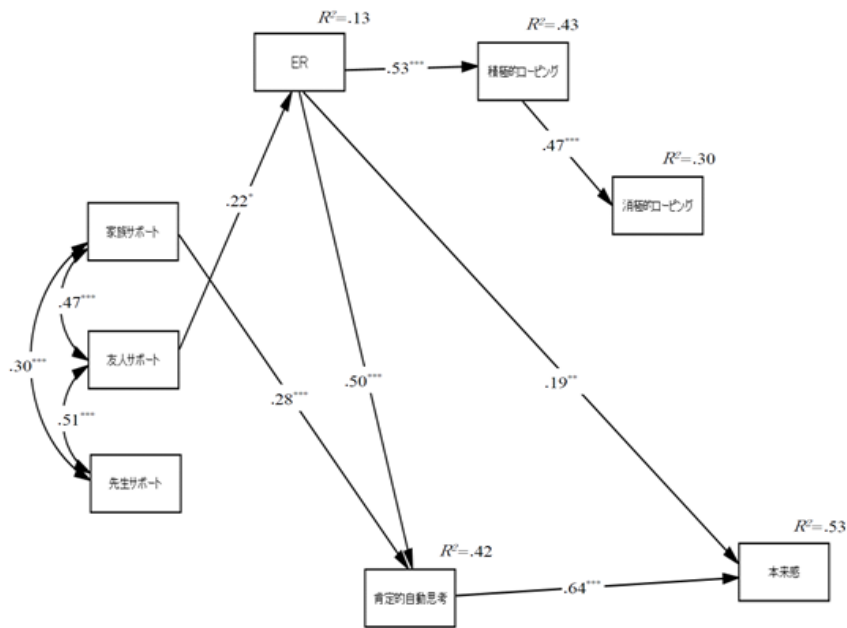 R²=.13
ER
.53***
R²=.43
積極的コーピング
.47***
R²=.30
消極的コーピング
.22*
家族サポート
.47***
友人サポート
.30***
.51***
先生サポート
.28***
.50***
.19**
R²=.42
肯定的自動思考
.64***
R²=.53
本来感